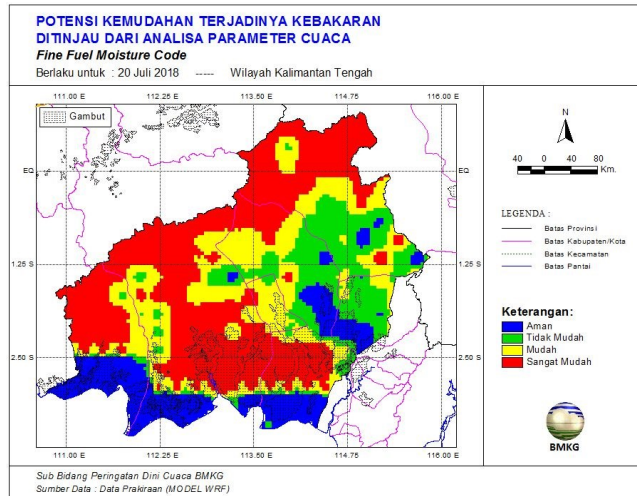 POTENSI KEMUDAHAN TERJADINYA KEBAKARAN
DITINJAU DARI ANALISA PARAMETER CUACA
Fine Fuel Moisture Code
Berlaku untuk : 20 Juli 2018 ----- Wilayah Kalimantan Tengah
111.00 E 112.25 E 113.50 E 114.75 E 116.00 E
Gambut
EQ EQ
1.25 S 1.25 S
2.50 S 2.50 S
111.00 E 112.25 E 113.50 E 114.75 E 116.00 E
N
40 0 40 80
Km.
LEGENDA :
Batas Provinsi
Batas Kabupaten/Kota
Batas Kecamatan
Batas Pantai
Keterangan:
Aman
Tidak Mudah
Mudah
Sangat Mudah
BMKG
Sub Bidang Peringatan Dini Cuaca BMKG
Sumber Data : Data Prakiraan (MODEL WRF)